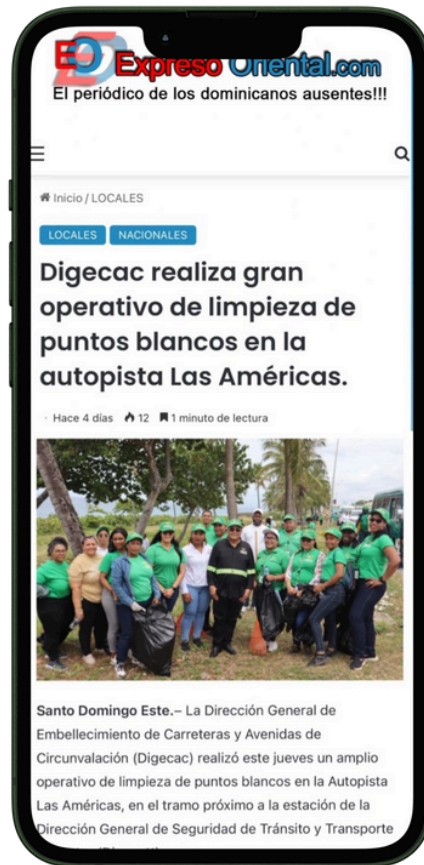 EO Expreso Oriental.com
El periódico de los dominicanos ausentes!!!
Inicio / LOCALES
LOCALES NACIONALES
Digecac realiza gran
operativo de limpieza de
puntos blancos en la
autopista Las Américas.
· Hace 4 días 12 1 minuto de lectura
Santo Domingo Este.– La Dirección General de
Embellecimiento de Carreteras y Avenidas de
Circunvalación (Digecac) realizó este jueves un amplio
operativo de limpieza de puntos blancos en la Autopista
Las Américas, en el tramo próximo a la estación de la
Dirección General de Seguridad de Tránsito y Transporte